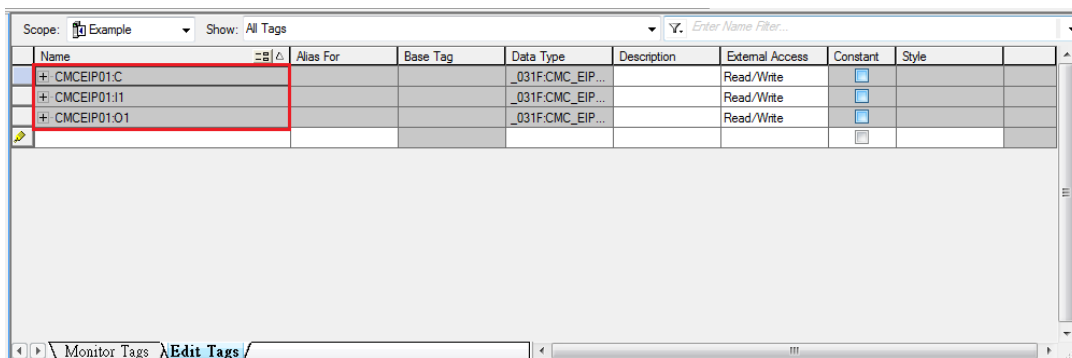 Scope: Example Show: All Tags Enter Name Filter...
Name Alias For Base Tag Data Type Description External Access Constant Style
CMCEIP01:C _031F:CMC_EIP... Read/Write
CMCEIP01:I1 _031F:CMC_EIP... Read/Write
CMCEIP01:O1 _031F:CMC_EIP... Read/Write
Monitor Tags Edit Tags